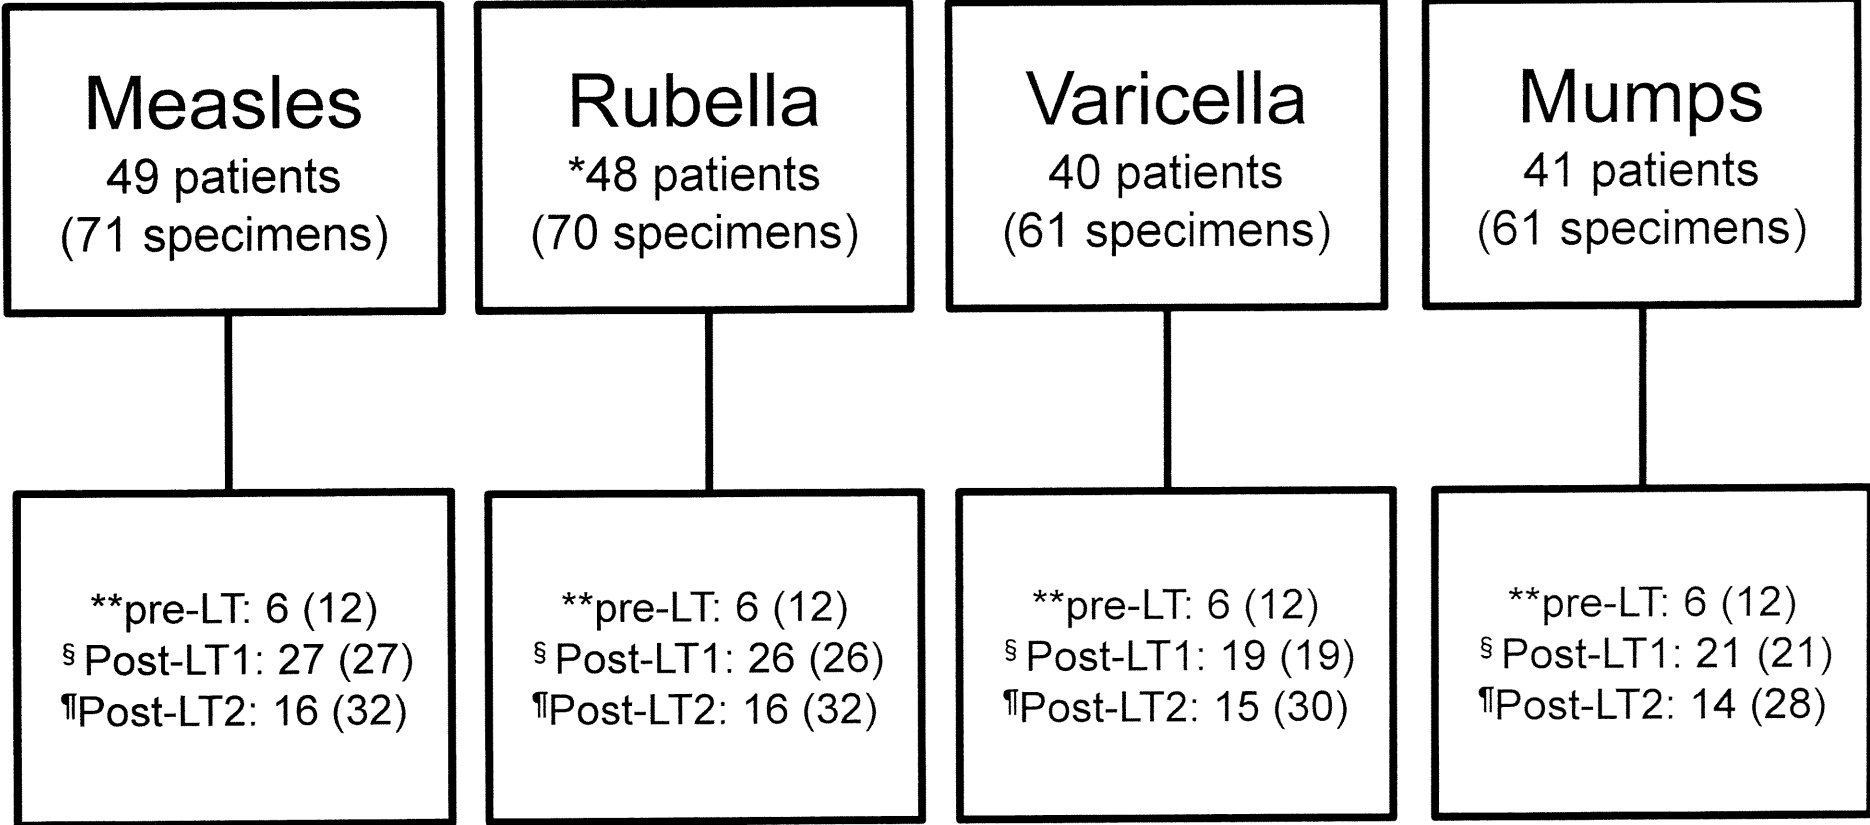 Measles
49 patients
(71 specimens)
Rubella
*48 patients
(70 specimens)
Varicella
40 patients
(61 specimens)
Mumps
41 patients
(61 specimens)
**pre-LT: 6 (12)
§ Post-LT1: 27 (27)
¶Post-LT2: 16 (32)
**pre-LT: 6 (12)
§ Post-LT1: 26 (26)
¶Post-LT2: 16 (32)
**pre-LT: 6 (12)
§ Post-LT1: 19 (19)
¶Post-LT2: 15 (30)
**pre-LT: 6 (12)
§ Post-LT1: 21 (21)
¶Post-LT2: 14 (28)